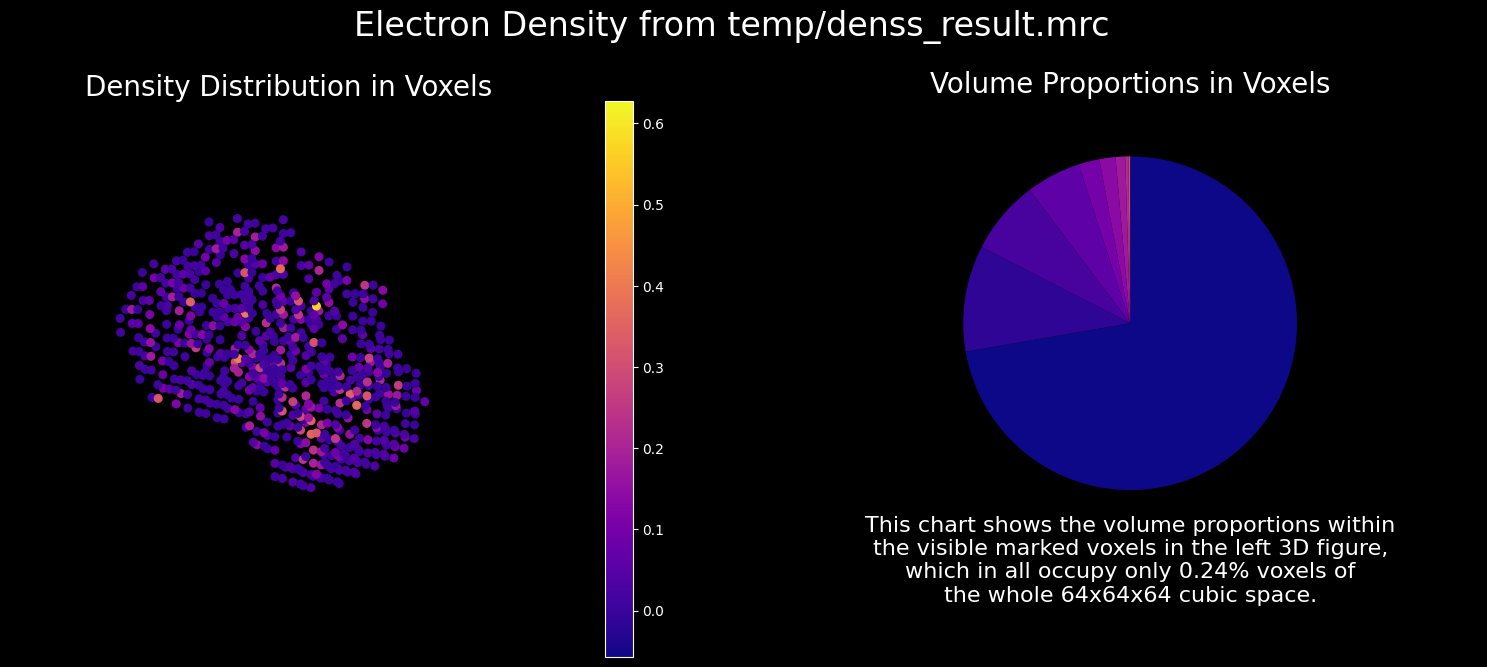 Electron Density from temp/denss_result.mrc
Density Distribution in Voxels
Volume Proportions in Voxels
0.6
0.5
0.4
0.3
0.2
0.1
0.0
This chart shows the volume proportions within
the visible marked voxels in the left 3D figure,
which in all occupy only 0.24% voxels of
the whole 64x64x64 cubic space.